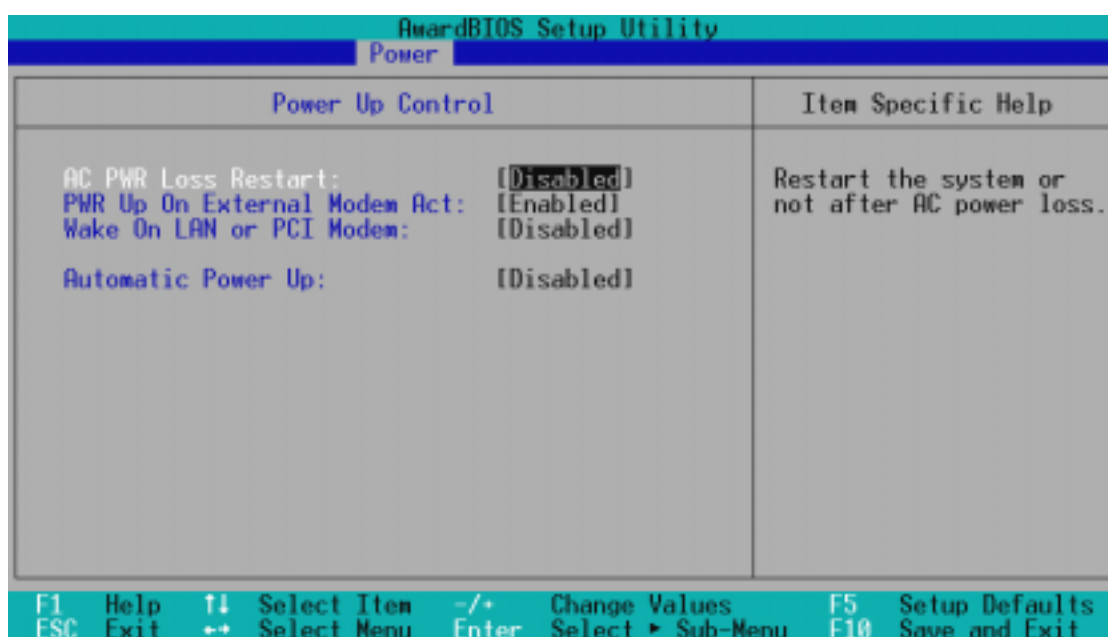 AwardBIOS Setup Utility
Power
Power Up Control
Item Specific Help
AC PWR Loss Restart: [Disabled]
PWR Up On External Modem Act: [Enabled]
Wake On LAN or PCI Modem: [Disabled]
Automatic Power Up: [Disabled]
Restart the system or
not after AC power loss.
F1 Help ↑↓ Select Item -/+ Change Values F5 Setup Defaults
ESC Exit ←→ Select Menu Enter Select ► Sub-Menu F10 Save and Exit